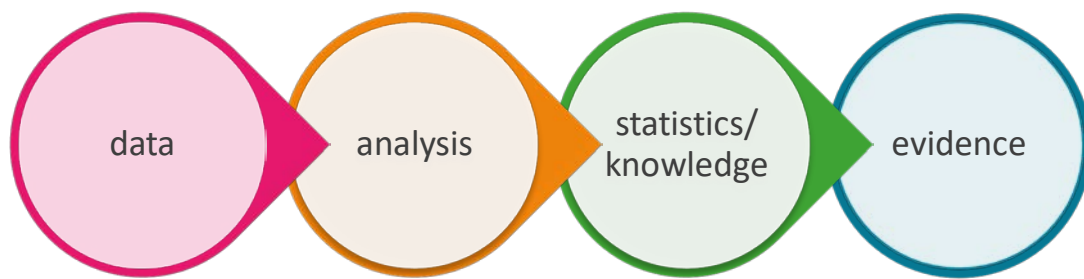 data
analysis
statistics/
knowledge
evidence